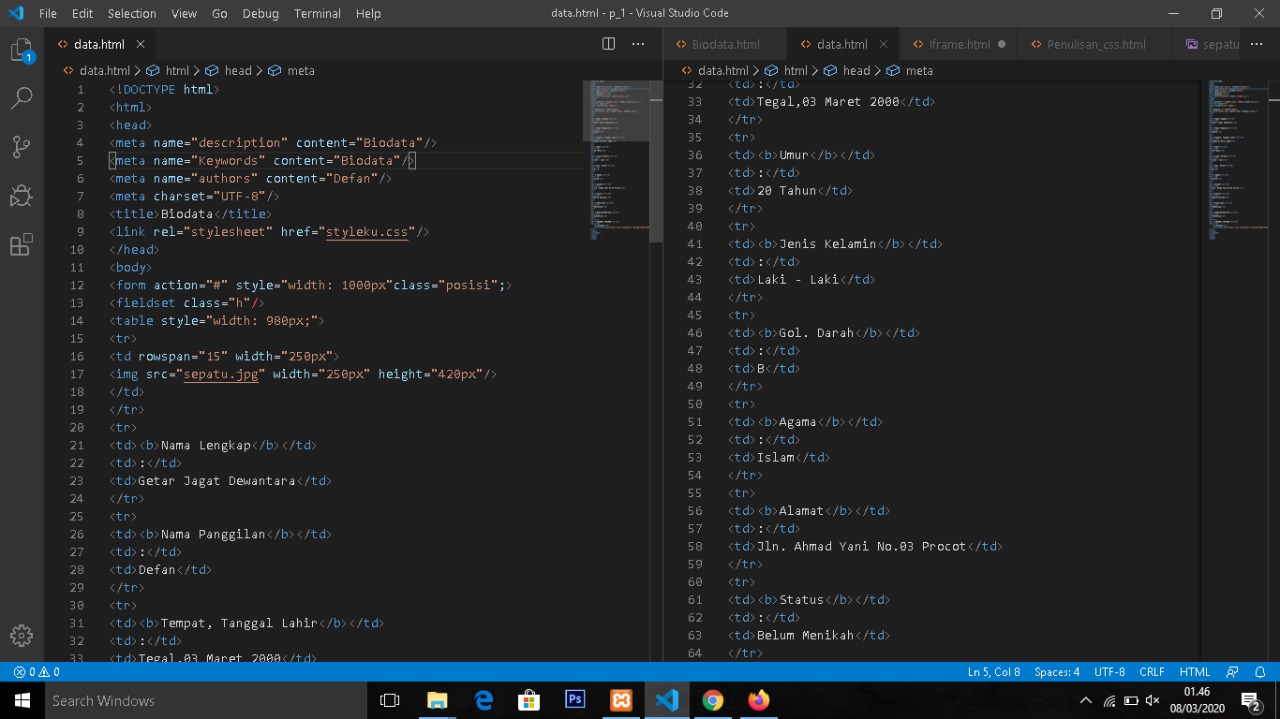 File Edit Selection View Go Debug Terminal Help
data.html - p_1 - Visual Studio Code
data.html
data.html > html > head > meta
1 <!DOCTYPE html>
2 <html>
3 <head>
4 <meta name="description" content="Biodata"/>
5 <meta name="Keywords" content="Biodata"/>
6 <meta name="authors" content="Defan"/>
7 <meta charset="UTF-8"/>
8 <title>Biodata</title>
9 <link rel="stylesheet" href="styleku.css"/>
10 </head>
11 <body>
12 <form action="#" style="width: 1000px"class="posisi";>
13 <fieldset class="h"/>
14 <table style="width: 980px;">
15 <tr>
16 <td rowspan="15" width="250px">
17 <img src="sepatu.jpg" width="250px" height="420px"/>
18 </td>
19 </tr>
20 <tr>
21 <td><b>Nama Lengkap</b></td>
22 <td>:</td>
23 <td>Getar Jagat Dewantara</td>
24 </tr>
25 <tr>
26 <td><b>Nama Panggilan</b></td>
27 <td>:</td>
28 <td>Defan</td>
29 </tr>
30 <tr>
31 <td><b>Tempat, Tanggal Lahir</b></td>
32 <td>:</td>
33 <td>Tegal,03 Maret 2000</td>
Biodata.html data.html Iframe.html Penulisan_css.html sepatu
data.html > html > head > meta
32 <td>:</td>
33 <td>Tegal,03 Maret 2000</td>
34 </tr>
35 <tr>
36 <td><b>Umur</b></td>
37 <td>:</td>
38 <td>20 Tahun</td>
39 </tr>
40 <tr>
41 <td><b>Jenis Kelamin</b></td>
42 <td>:</td>
43 <td>Laki - Laki</td>
44 </tr>
45 <tr>
46 <td><b>Gol. Darah</b></td>
47 <td>:</td>
48 <td>B</td>
49 </tr>
50 <tr>
51 <td><b>Agama</b></td>
52 <td>:</td>
53 <td>Islam</td>
54 </tr>
55 <tr>
56 <td><b>Alamat</b></td>
57 <td>:</td>
58 <td>Jln. Ahmad Yani No.03 Procot</td>
59 </tr>
60 <tr>
61 <td><b>Status</b></td>
62 <td>:</td>
63 <td>Belum Menikah</td>
64 </tr>
1
0 0
Ln 5, Col 8 Spaces: 4 UTF-8 CRLF HTML
Search Windows
Ps
01.46
08/03/2020
2